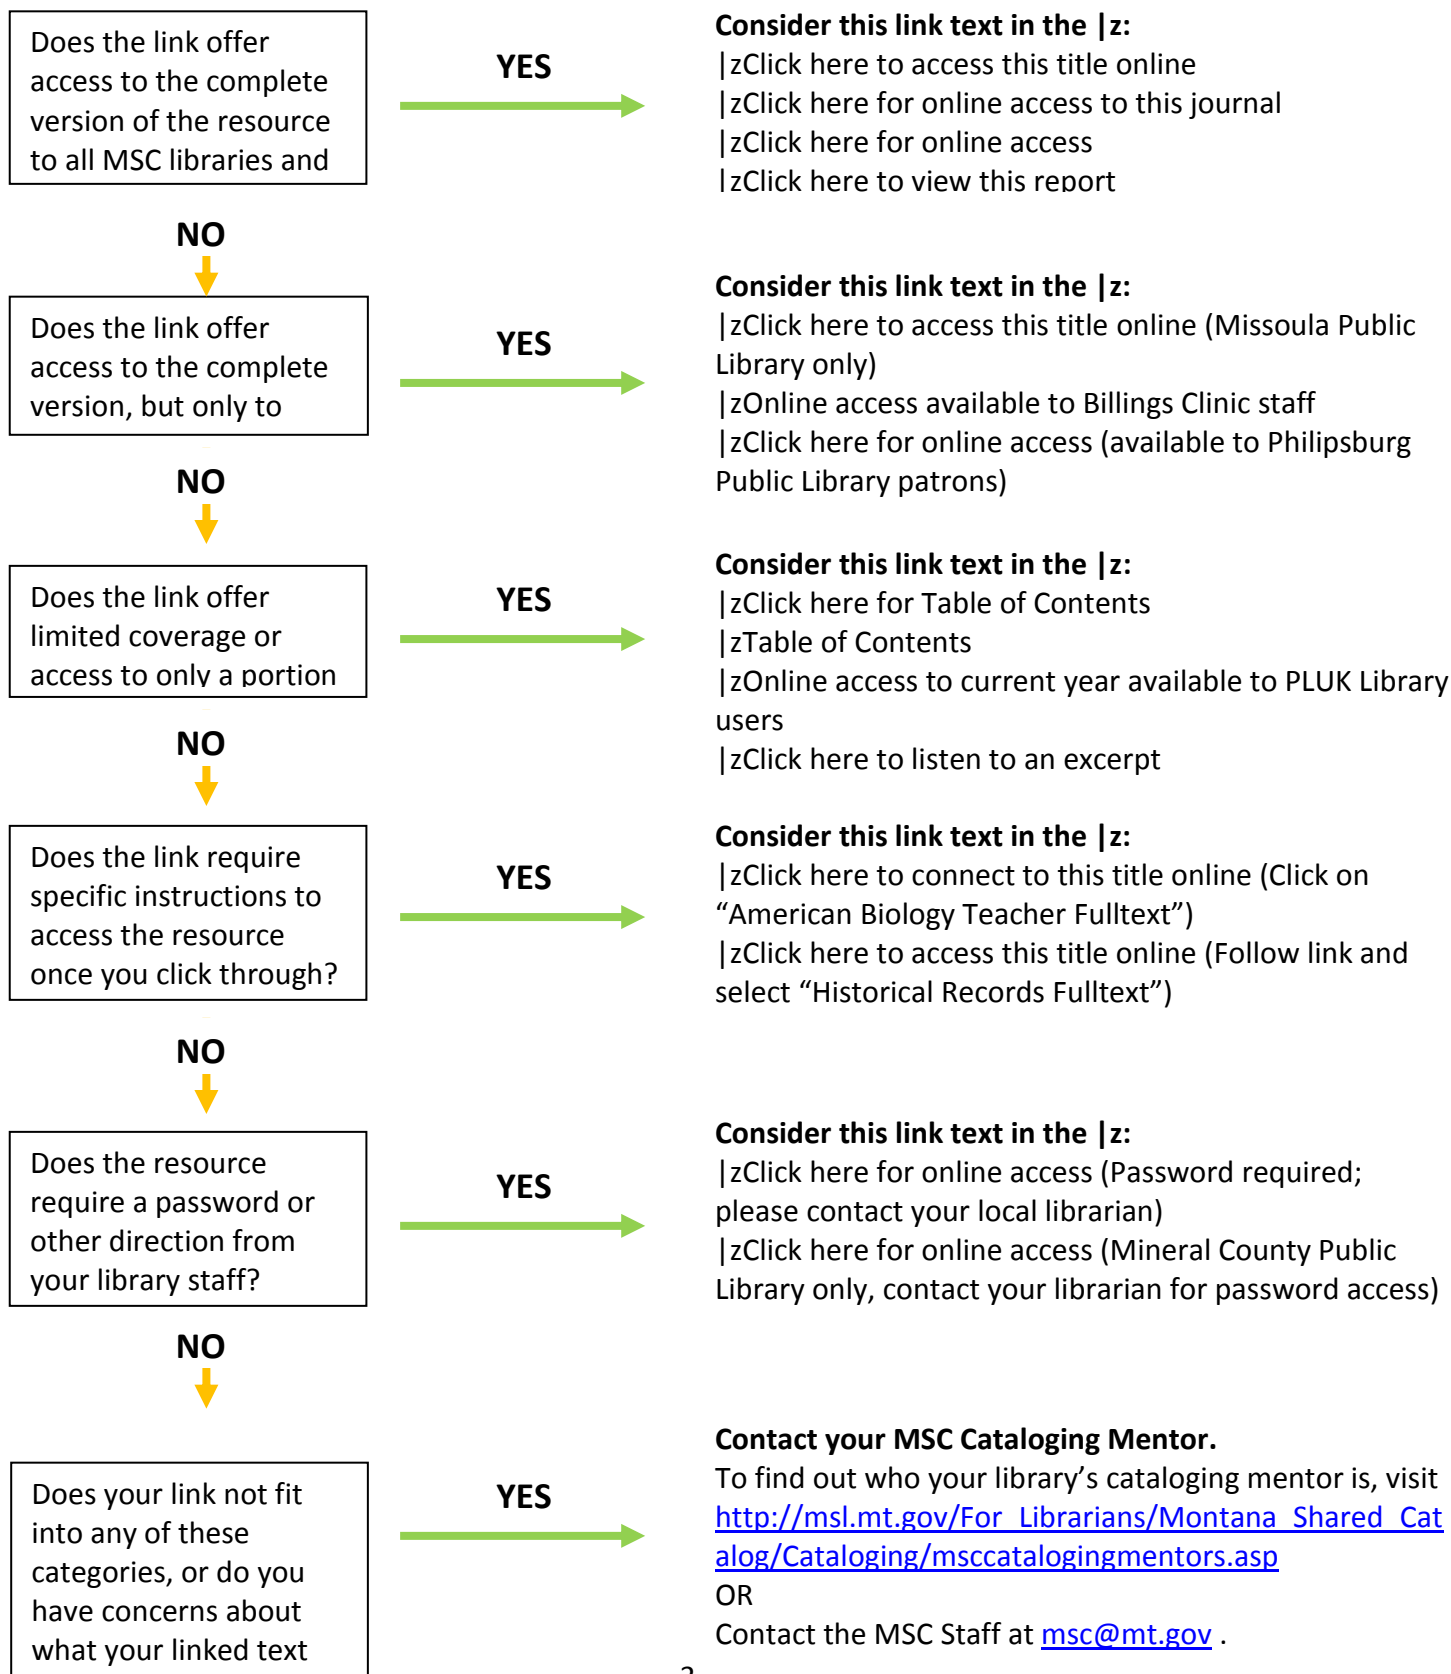 Does the link offer
access to the complete
version of the resource
to all MSC libraries and
YES
Consider this link text in the |z:
|zClick here to access this title online
|zClick here for online access to this journal
|zClick here for online access
|zClick here to view this report
NO
Does the link offer
access to the complete
version, but only to
YES
Consider this link text in the |z:
|zClick here to access this title online (Missoula Public
Library only)
|zOnline access available to Billings Clinic staff
|zClick here for online access (available to Philipsburg
Public Library patrons)
NO
Does the link offer
limited coverage or
access to only a portion
YES
Consider this link text in the |z:
|zClick here for Table of Contents
|zTable of Contents
|zOnline access to current year available to PLUK Library
users
|zClick here to listen to an excerpt
NO
Does the link require
specific instructions to
access the resource
once you click through?
YES
Consider this link text in the |z:
|zClick here to connect to this title online (Click on
“American Biology Teacher Fulltext”)
|zClick here to access this title online (Follow link and
select “Historical Records Fulltext”)
NO
Does the resource
require a password or
other direction from
your library staff?
YES
Consider this link text in the |z:
|zClick here for online access (Password required;
please contact your local librarian)
|zClick here for online access (Mineral County Public
Library only, contact your librarian for password access)
NO
Does your link not fit
into any of these
categories, or do you
have concerns about
what your linked text
YES
Contact your MSC Cataloging Mentor.
To find out who your library’s cataloging mentor is, visit
http://msl.mt.gov/For_Librarians/Montana_Shared_Cat
alog/Cataloging/msccatalogingmentors.asp
OR
Contact the MSC Staff at msc@mt.gov .